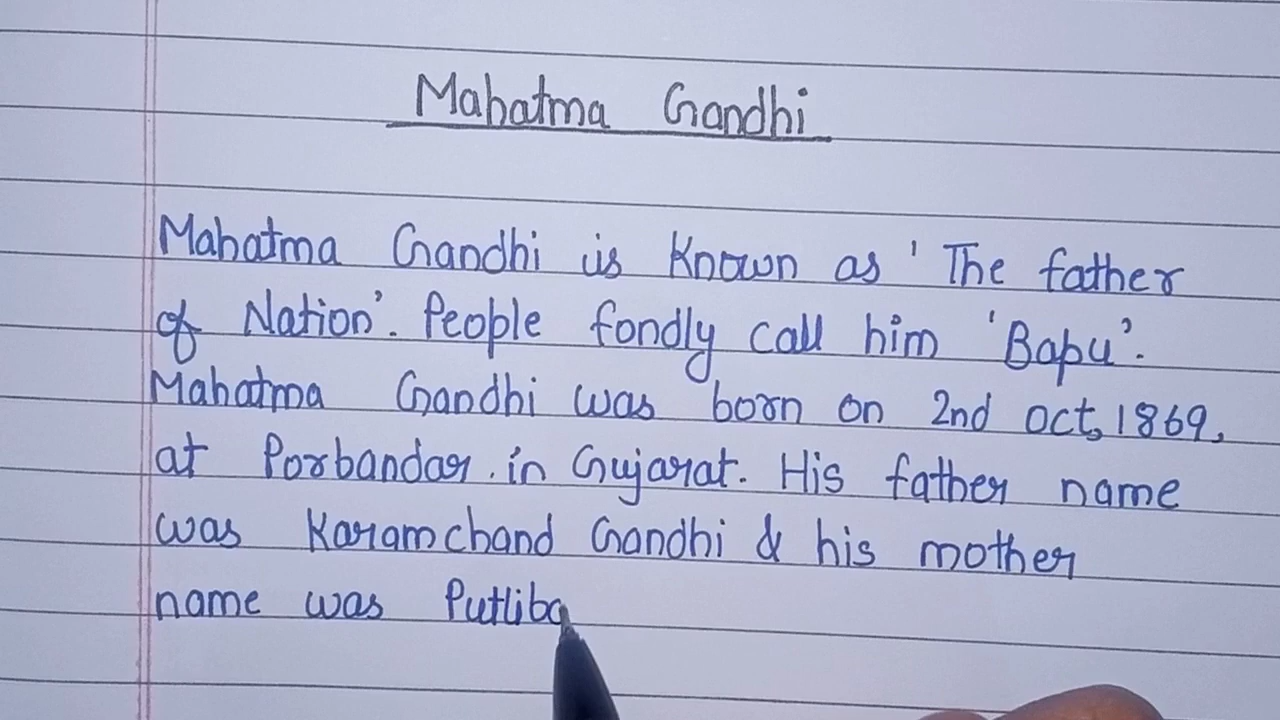 Mahatma Gandhi
Mahatma Gandhi is known as 'The father
of Nation'. People fondly call him 'Bapu'.
Mahatma Gandhi was born on 2nd oct, 1869,
at Porbandar. in Gujarat. His father name
was Karamchand Gandhi & his mother
name was Putliba